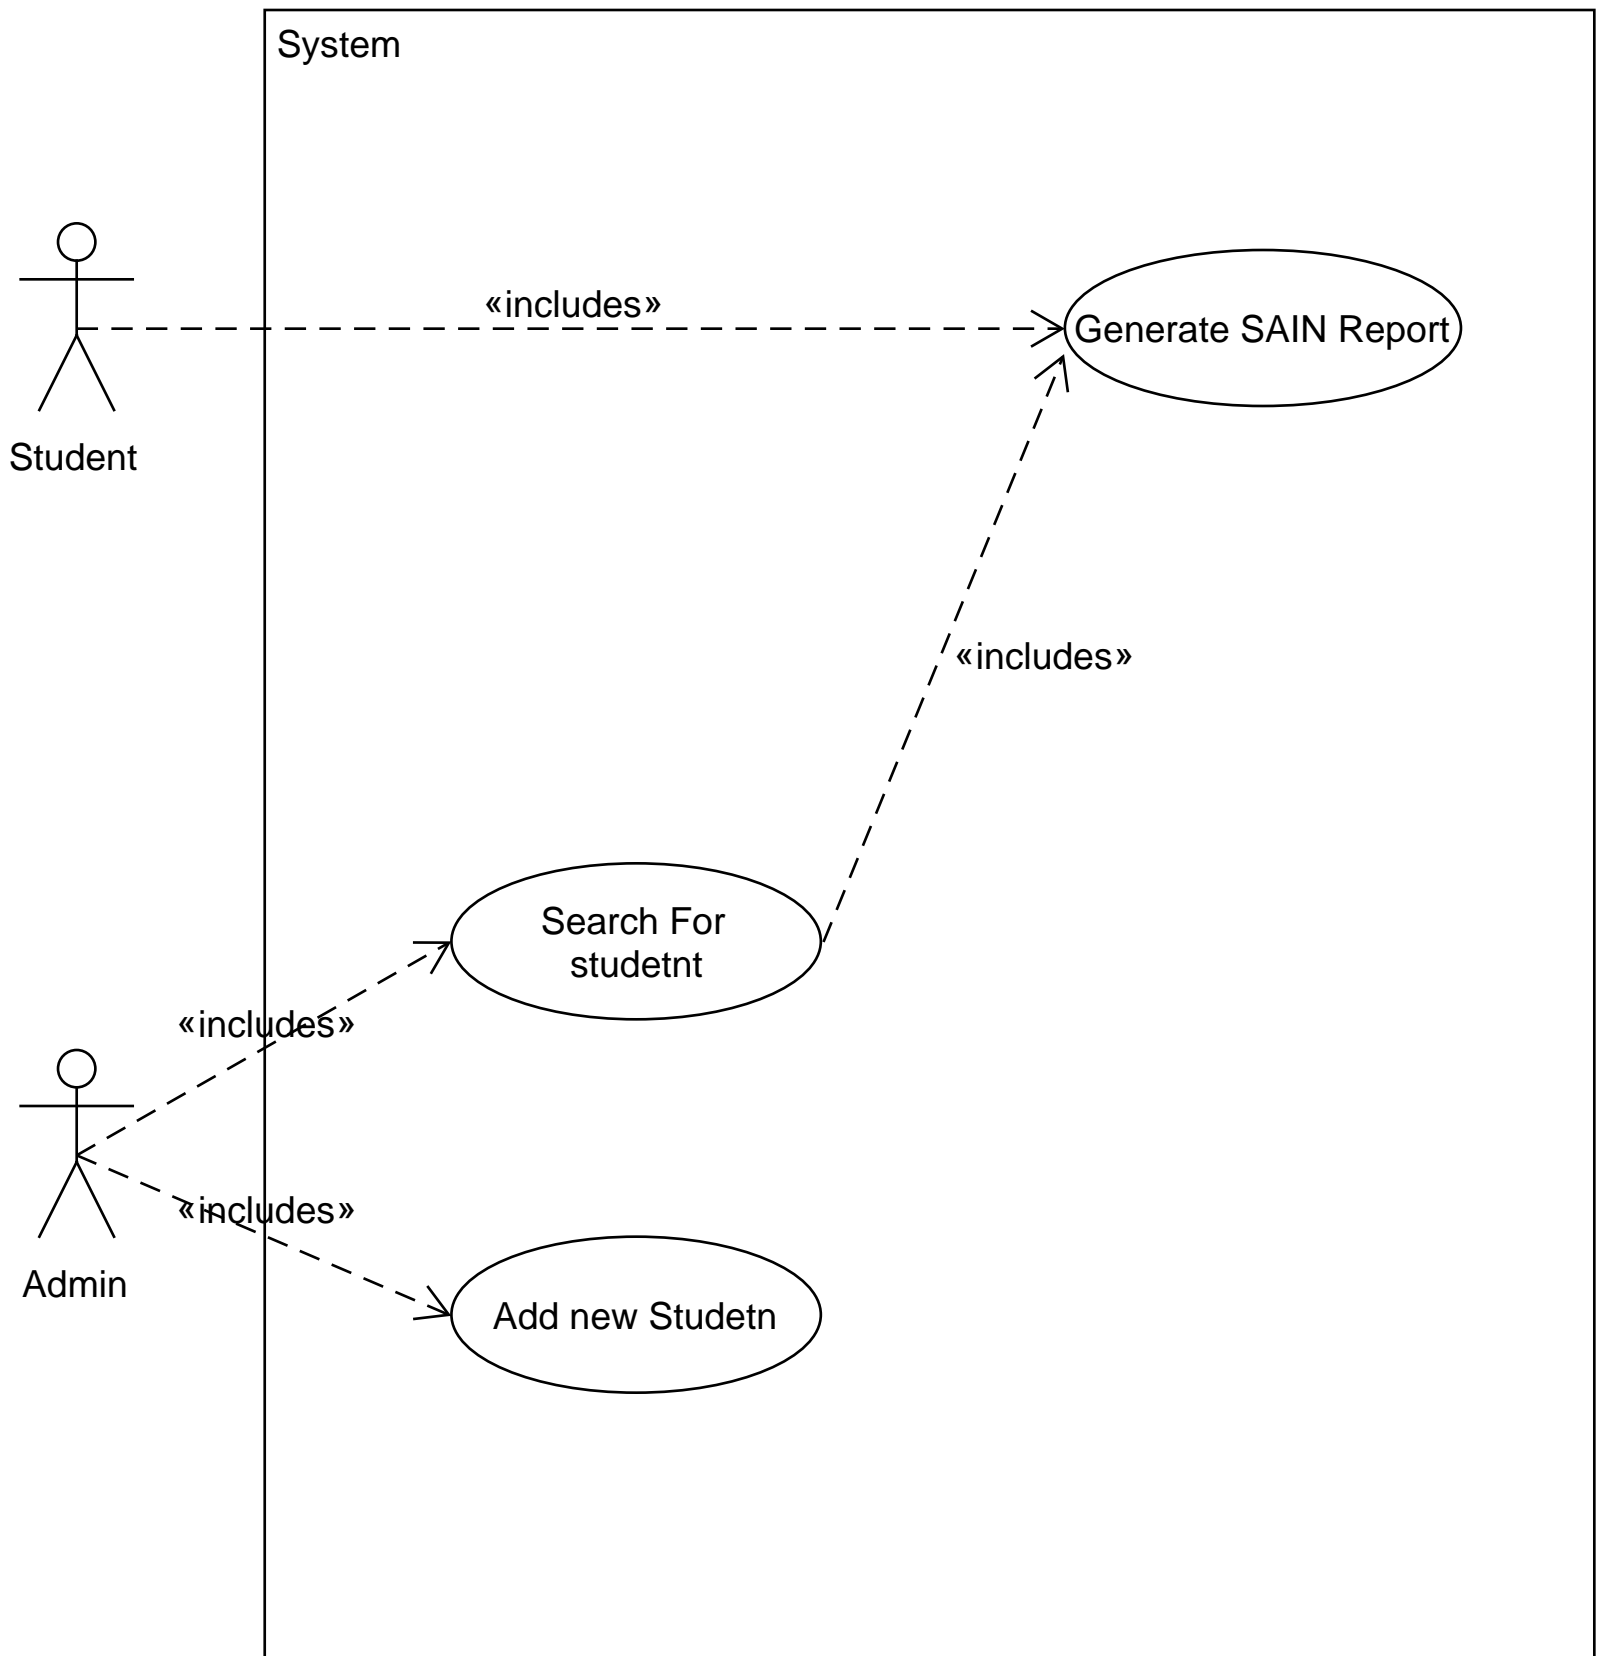 System
«includes»
Generate SAIN Report
Student
«includes»
Search For
studetnt
«includes»
«includes»
Admin
Add new Studetn